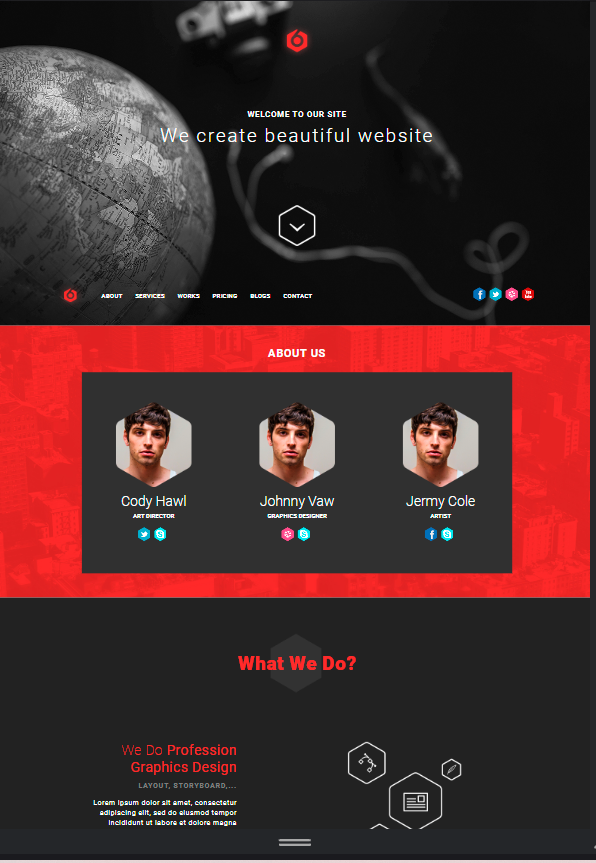 WELCOME TO OUR SITE
We create beautiful website
ABOUT SERVICES WORKS PRICING BLOGS CONTACT
ABOUT US
Cody Hawl Johnny Vaw Jermy Cole
ART DIRECTOR GRAPHICS DESIGNER ARTIST
What We Do?
We Do Profession
Graphics Design
LAYOUT, STORYBOARD,...
Lorem ipsum dolor sit amet, consectetur
adipiscing elit, sed do eiusmod tempor
incididunt ut labore et dolore magna